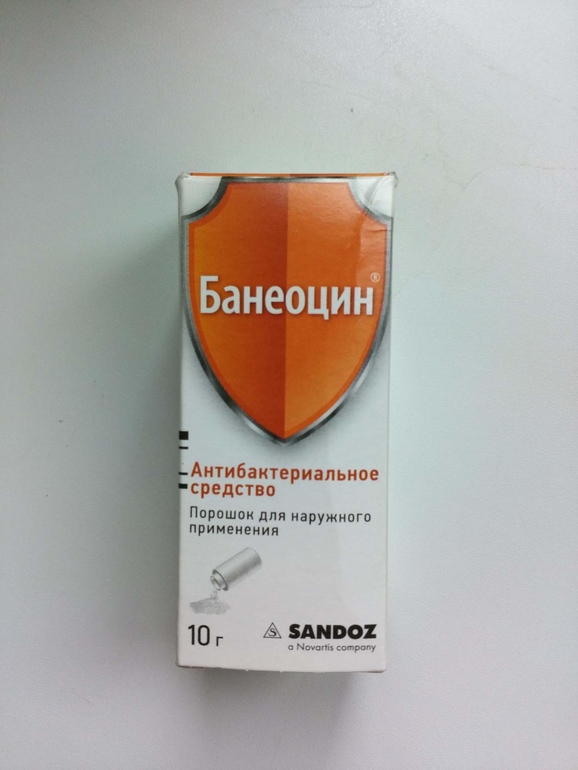 Банеоцин®
Антибактериальное
средство
Порошок для наружного
применения
10 г
SANDOZ
a Novartis company